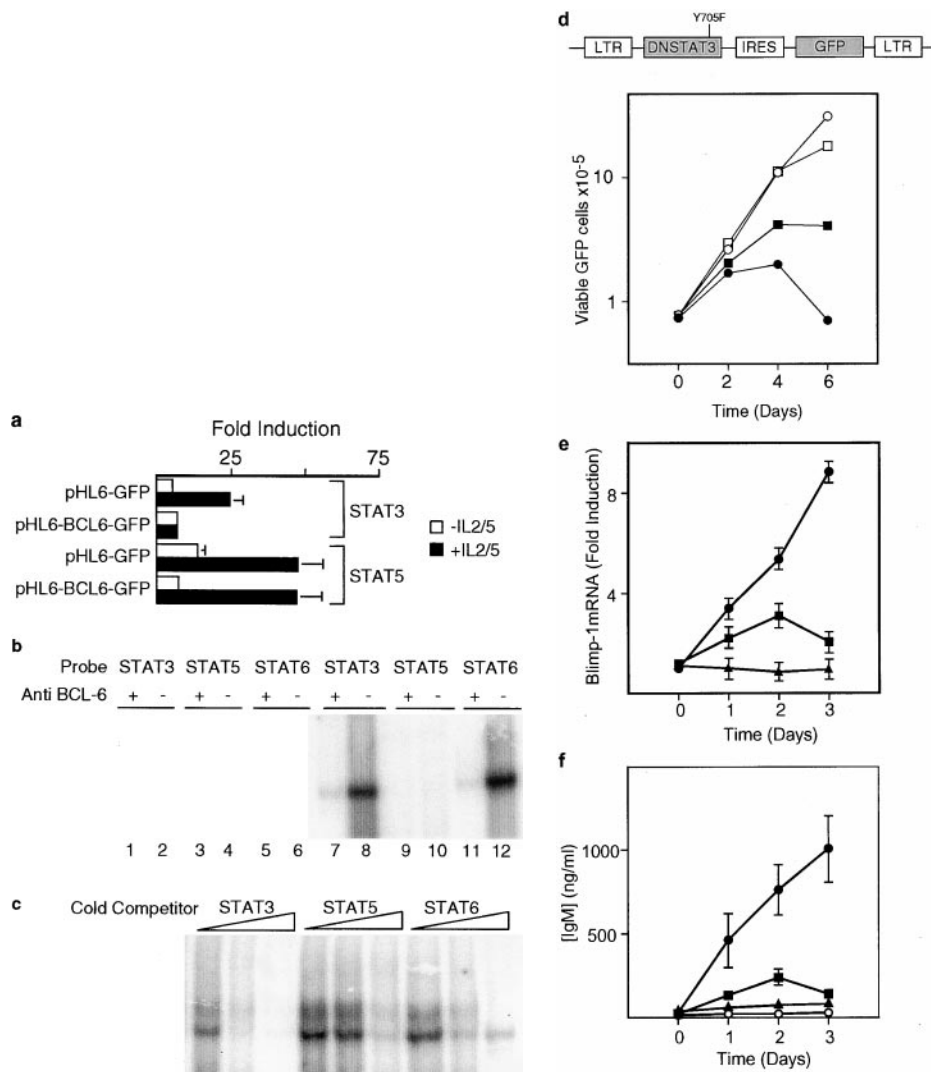 a
Fold Induction
25 75
pHL6-GFP
pHL6-BCL6-GFP
STAT3
pHL6-GFP
pHL6-BCL6-GFP
STAT5
-IL2/5
+IL2/5
b
Probe STAT3 STAT5 STAT6 STAT3 STAT5 STAT6
Anti BCL-6 + - + - + - + - + - + -
1 2 3 4 5 6 7 8 9 10 11 12
c
Cold Competitor STAT3 STAT5 STAT6
d
Y705F
LTR DNSTAT3 IRES GFP LTR
Viable GFP cells x10-5
10
1
0 2 4 6
Time (Days)
e
Blimp-1mRNA (Fold Induction)
8
4
0 1 2 3
Time (Days)
f
[IgM] (ng/ml)
1000
500
0 1 2 3
Time (Days)